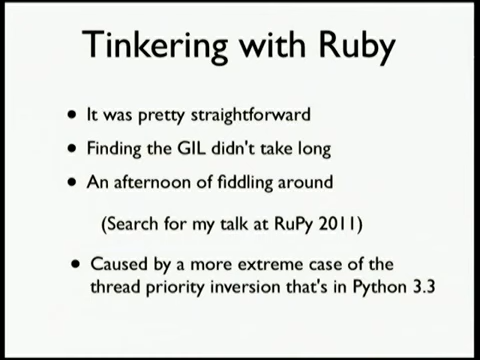 Tinkering with Ruby
• It was pretty straightforward
• Finding the GIL didn't take long
• An afternoon of fiddling around
(Search for my talk at RuPy 2011)
• Caused by a more extreme case of the
thread priority inversion that's in Python 3.3